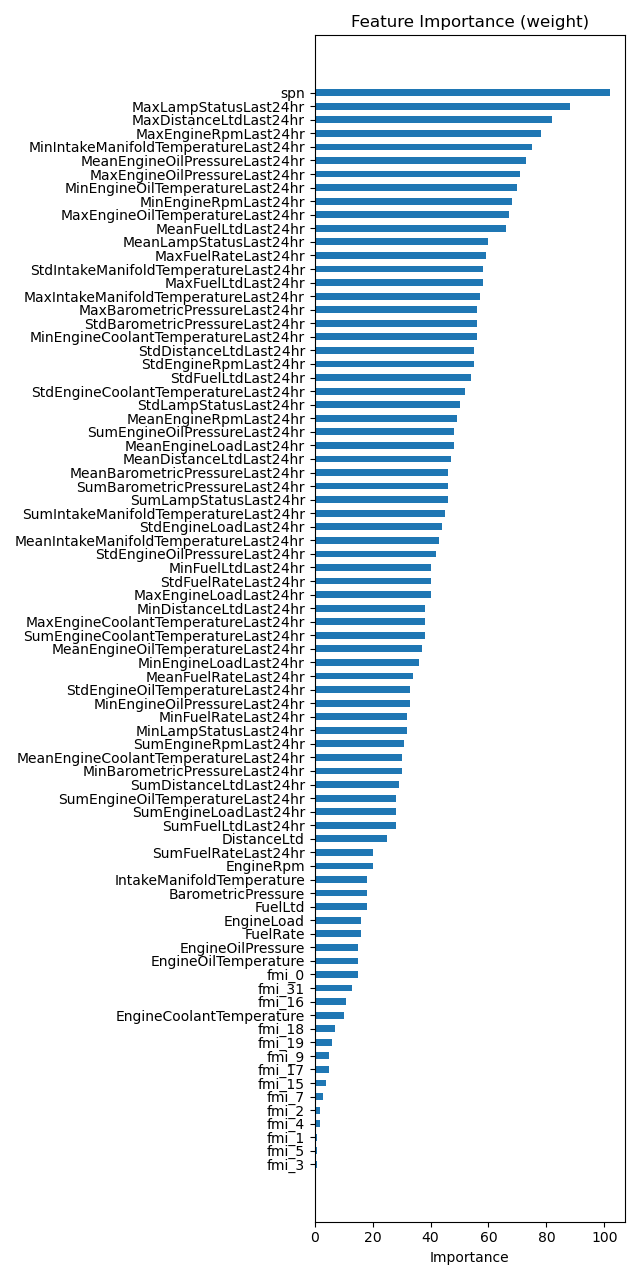 Feature Importance (weight)
spn
MaxLampStatusLast24hr
MaxDistanceLtdLast24hr
MaxEngineRpmLast24hr
MinIntakeManifoldTemperatureLast24hr
MeanEngineOilPressureLast24hr
MaxEngineOilPressureLast24hr
MinEngineOilTemperatureLast24hr
MinEngineRpmLast24hr
MaxEngineOilTemperatureLast24hr
MeanFuelLtdLast24hr
MeanLampStatusLast24hr
MaxFuelRateLast24hr
StdIntakeManifoldTemperatureLast24hr
MaxFuelLtdLast24hr
MaxIntakeManifoldTemperatureLast24hr
MaxBarometricPressureLast24hr
StdBarometricPressureLast24hr
MinEngineCoolantTemperatureLast24hr
StdDistanceLtdLast24hr
StdEngineRpmLast24hr
StdFuelLtdLast24hr
StdEngineCoolantTemperatureLast24hr
StdLampStatusLast24hr
MeanEngineRpmLast24hr
SumEngineOilPressureLast24hr
MeanEngineLoadLast24hr
MeanDistanceLtdLast24hr
MeanBarometricPressureLast24hr
SumBarometricPressureLast24hr
SumLampStatusLast24hr
SumIntakeManifoldTemperatureLast24hr
StdEngineLoadLast24hr
MeanIntakeManifoldTemperatureLast24hr
StdEngineOilPressureLast24hr
MinFuelLtdLast24hr
StdFuelRateLast24hr
MaxEngineLoadLast24hr
MinDistanceLtdLast24hr
MaxEngineCoolantTemperatureLast24hr
SumEngineCoolantTemperatureLast24hr
MeanEngineOilTemperatureLast24hr
MinEngineLoadLast24hr
MeanFuelRateLast24hr
StdEngineOilTemperatureLast24hr
MinEngineOilPressureLast24hr
MinFuelRateLast24hr
MinLampStatusLast24hr
SumEngineRpmLast24hr
MeanEngineCoolantTemperatureLast24hr
MinBarometricPressureLast24hr
SumDistanceLtdLast24hr
SumEngineOilTemperatureLast24hr
SumEngineLoadLast24hr
SumFuelLtdLast24hr
DistanceLtd
SumFuelRateLast24hr
EngineRpm
IntakeManifoldTemperature
BarometricPressure
FuelLtd
EngineLoad
FuelRate
EngineOilPressure
EngineOilTemperature
fmi_0
fmi_31
fmi_16
EngineCoolantTemperature
fmi_18
fmi_19
fmi_9
fmi_17
fmi_15
fmi_7
fmi_2
fmi_4
fmi_1
fmi_5
fmi_3
0 20 40 60 80 100
Importance